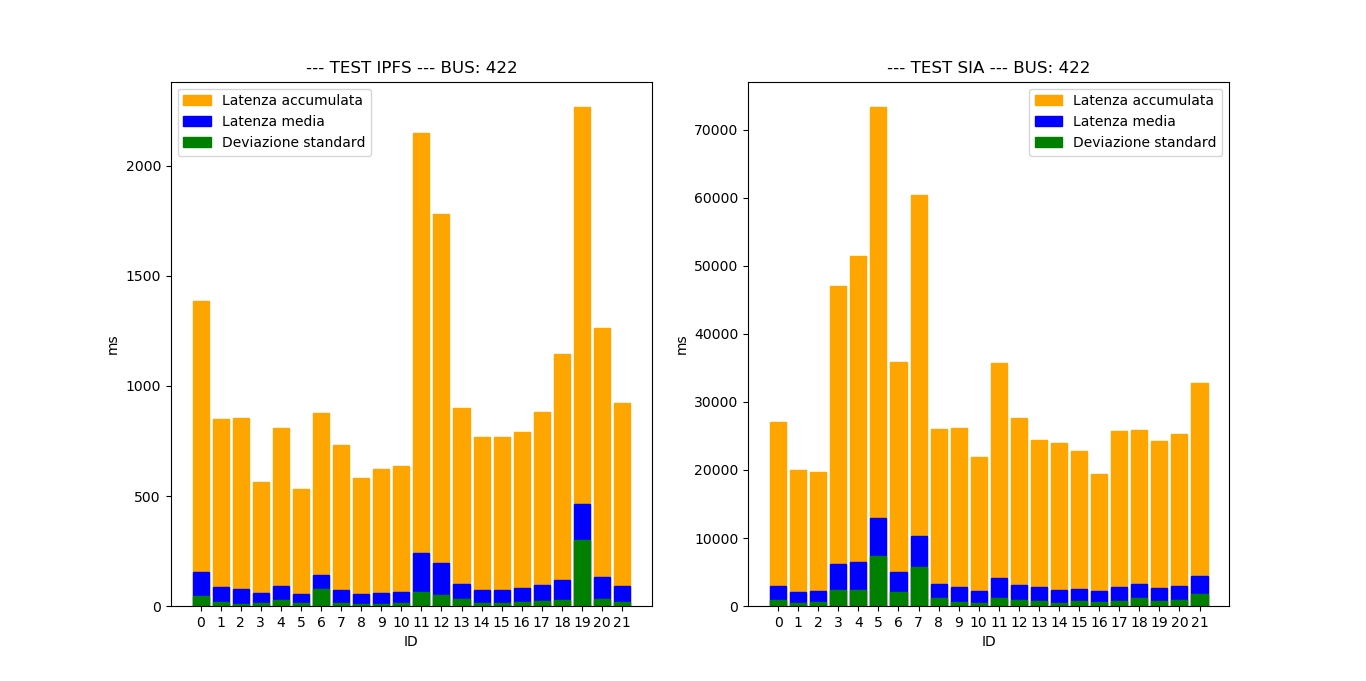 --- TEST IPFS --- BUS: 422
Latenza accumulata
Latenza media
Deviazione standard
2000
1500
1000
500
0
ms
0 1 2 3 4 5 6 7 8 9 10 11 12 13 14 15 16 17 18 19 20 21
ID
--- TEST SIA --- BUS: 422
Latenza accumulata
Latenza media
Deviazione standard
70000
60000
50000
40000
30000
20000
10000
0
ms
0 1 2 3 4 5 6 7 8 9 10 11 12 13 14 15 16 17 18 19 20 21
ID